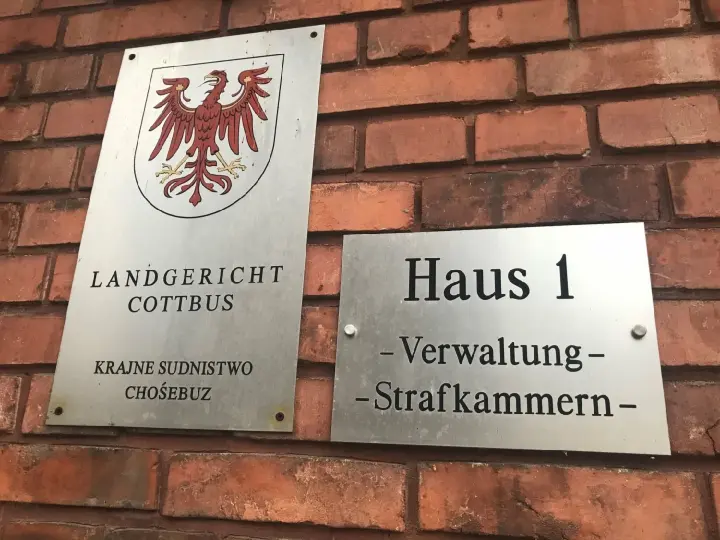 LANDGERICHT
COTTBUS
KRAJNE SUDNISTWO
CHOŚEBUZ
Haus 1
– Verwaltung –
– Strafkammern –